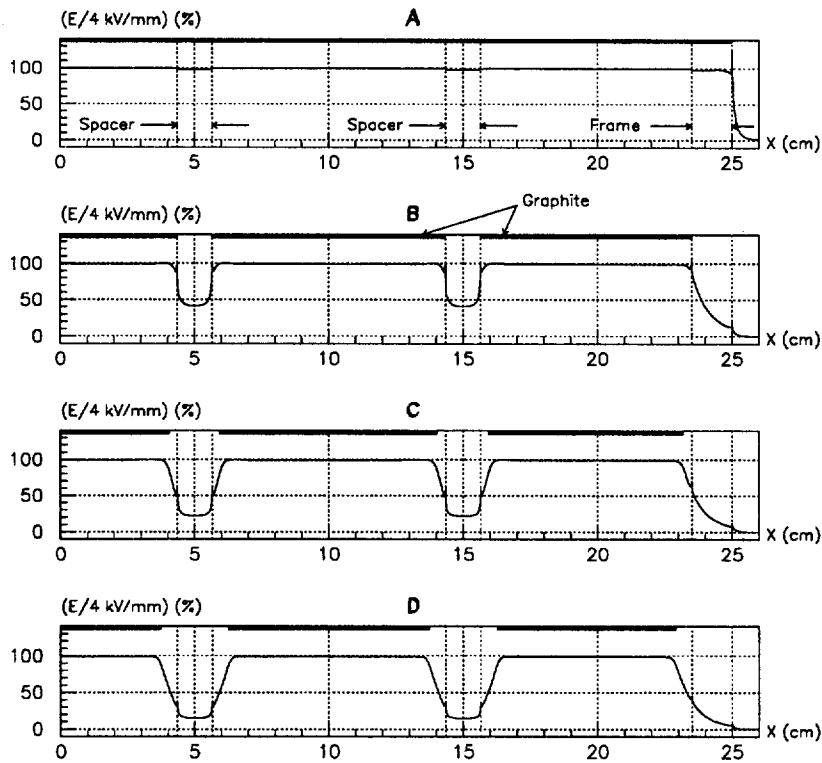 (E/4 kV/mm) (%)
A
100
50
0
Spacer
Spacer
Frame
0 5 10 15 20 25 X (cm)
(E/4 kV/mm) (%)
B
Graphite
100
50
0
0 5 10 15 20 25 X (cm)
(E/4 kV/mm) (%)
C
100
50
0
0 5 10 15 20 25 X (cm)
(E/4 kV/mm) (%)
D
100
50
0
0 5 10 15 20 25 X (cm)